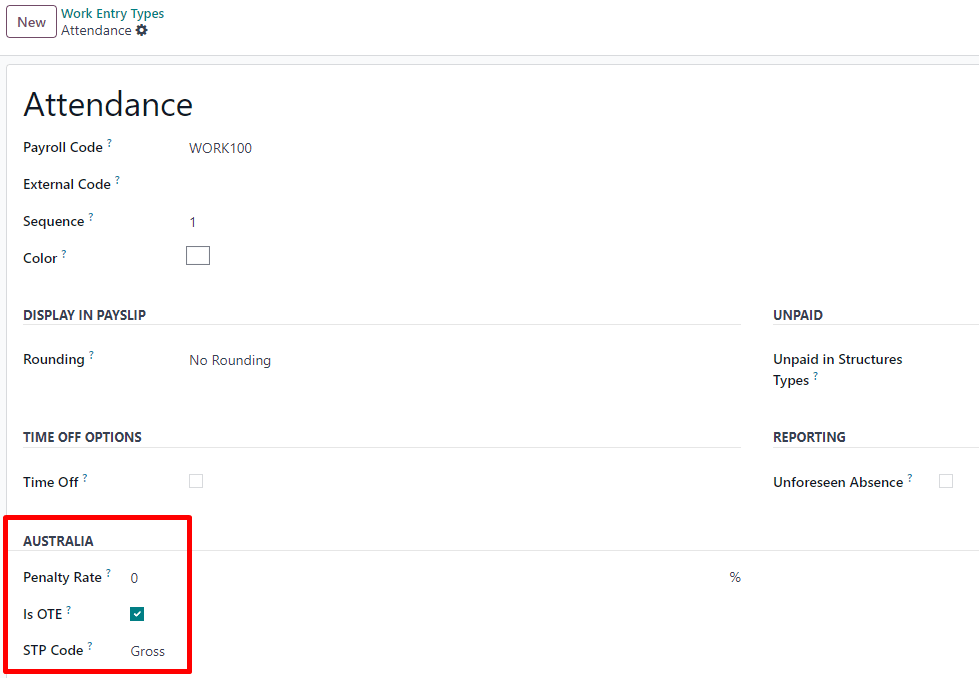 New
Work Entry Types
Attendance
Attendance
Payroll Code ? WORK100
External Code ?
Sequence ? 1
Color ?
DISPLAY IN PAYSLIP
UNPAID
Rounding ? No Rounding
Unpaid in Structures
Types ?
TIME OFF OPTIONS
REPORTING
Time Off ?
Unforeseen Absence ?
AUSTRALIA
Penalty Rate ? 0 %
Is OTE ?
STP Code ? Gross